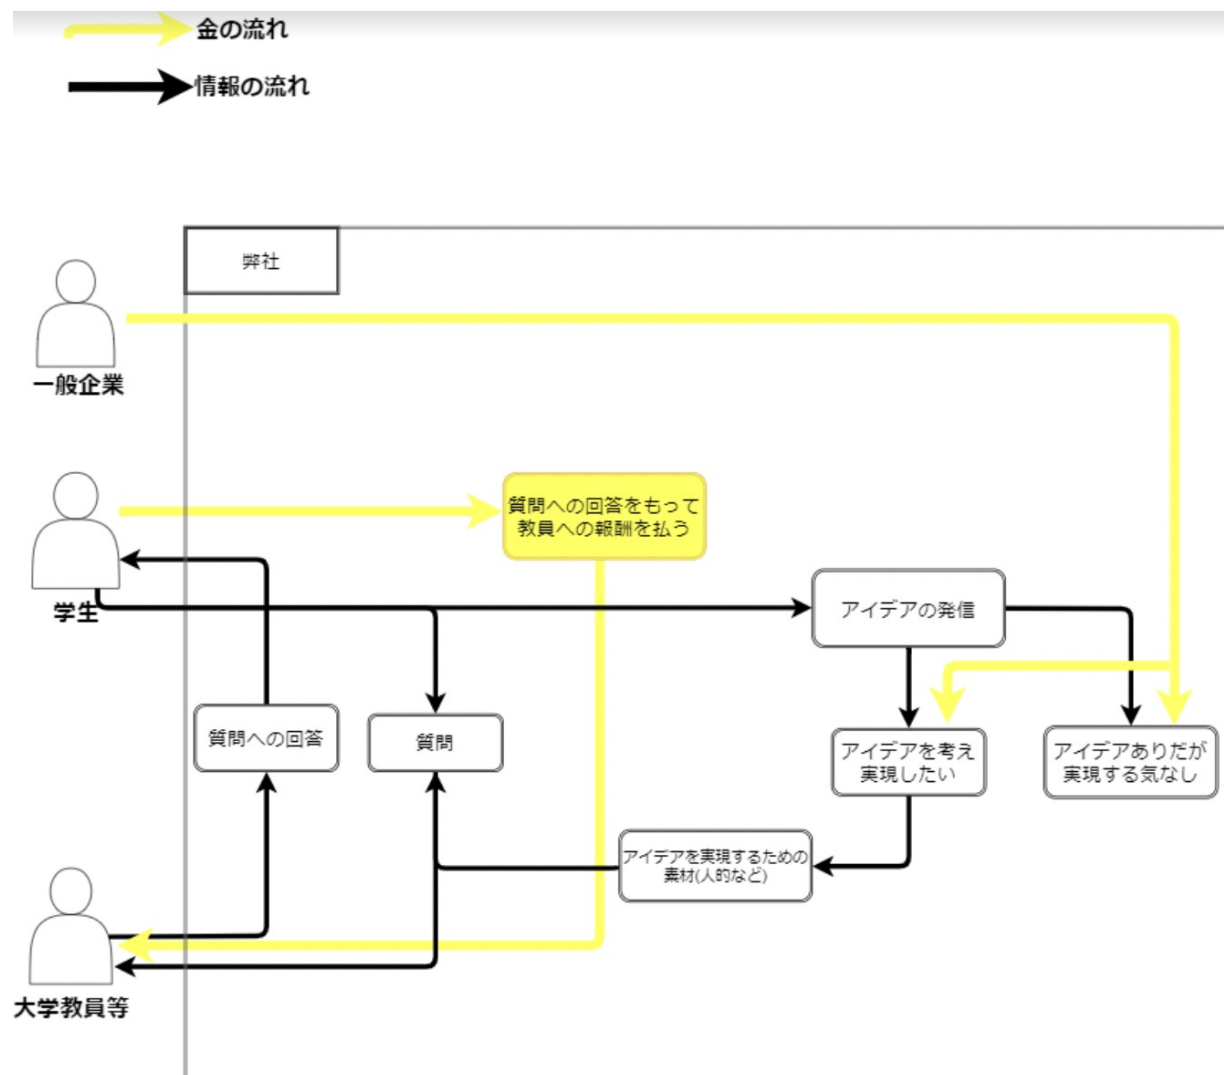 金の流れ
情報の流れ
弊社
一般企業
質問への回答をもって
教員への報酬を払う
学生
アイデアの発信
質問への回答
質問
アイデアを考え
実現したい
アイデアありだが
実現する気なし
アイデアを実現するための
素材(人的など)
大学教員等